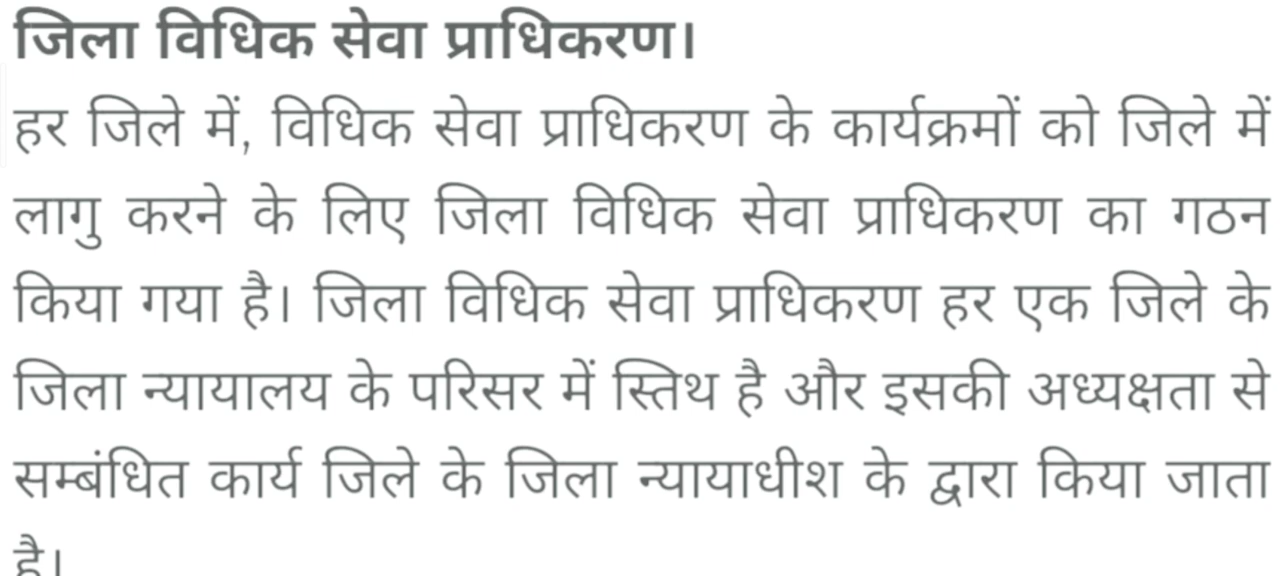 जिला विधिक सेवा प्राधिकरण।
हर जिले में, विधिक सेवा प्राधिकरण के कार्यक्रमों को जिले में
लागु करने के लिए जिला विधिक सेवा प्राधिकरण का गठन
किया गया है। जिला विधिक सेवा प्राधिकरण हर एक जिले के
जिला न्यायालय के परिसर में स्तिथ है और इसकी अध्यक्षता से
सम्बंधित कार्य जिले के जिला न्यायाधीश के द्वारा किया जाता
है।